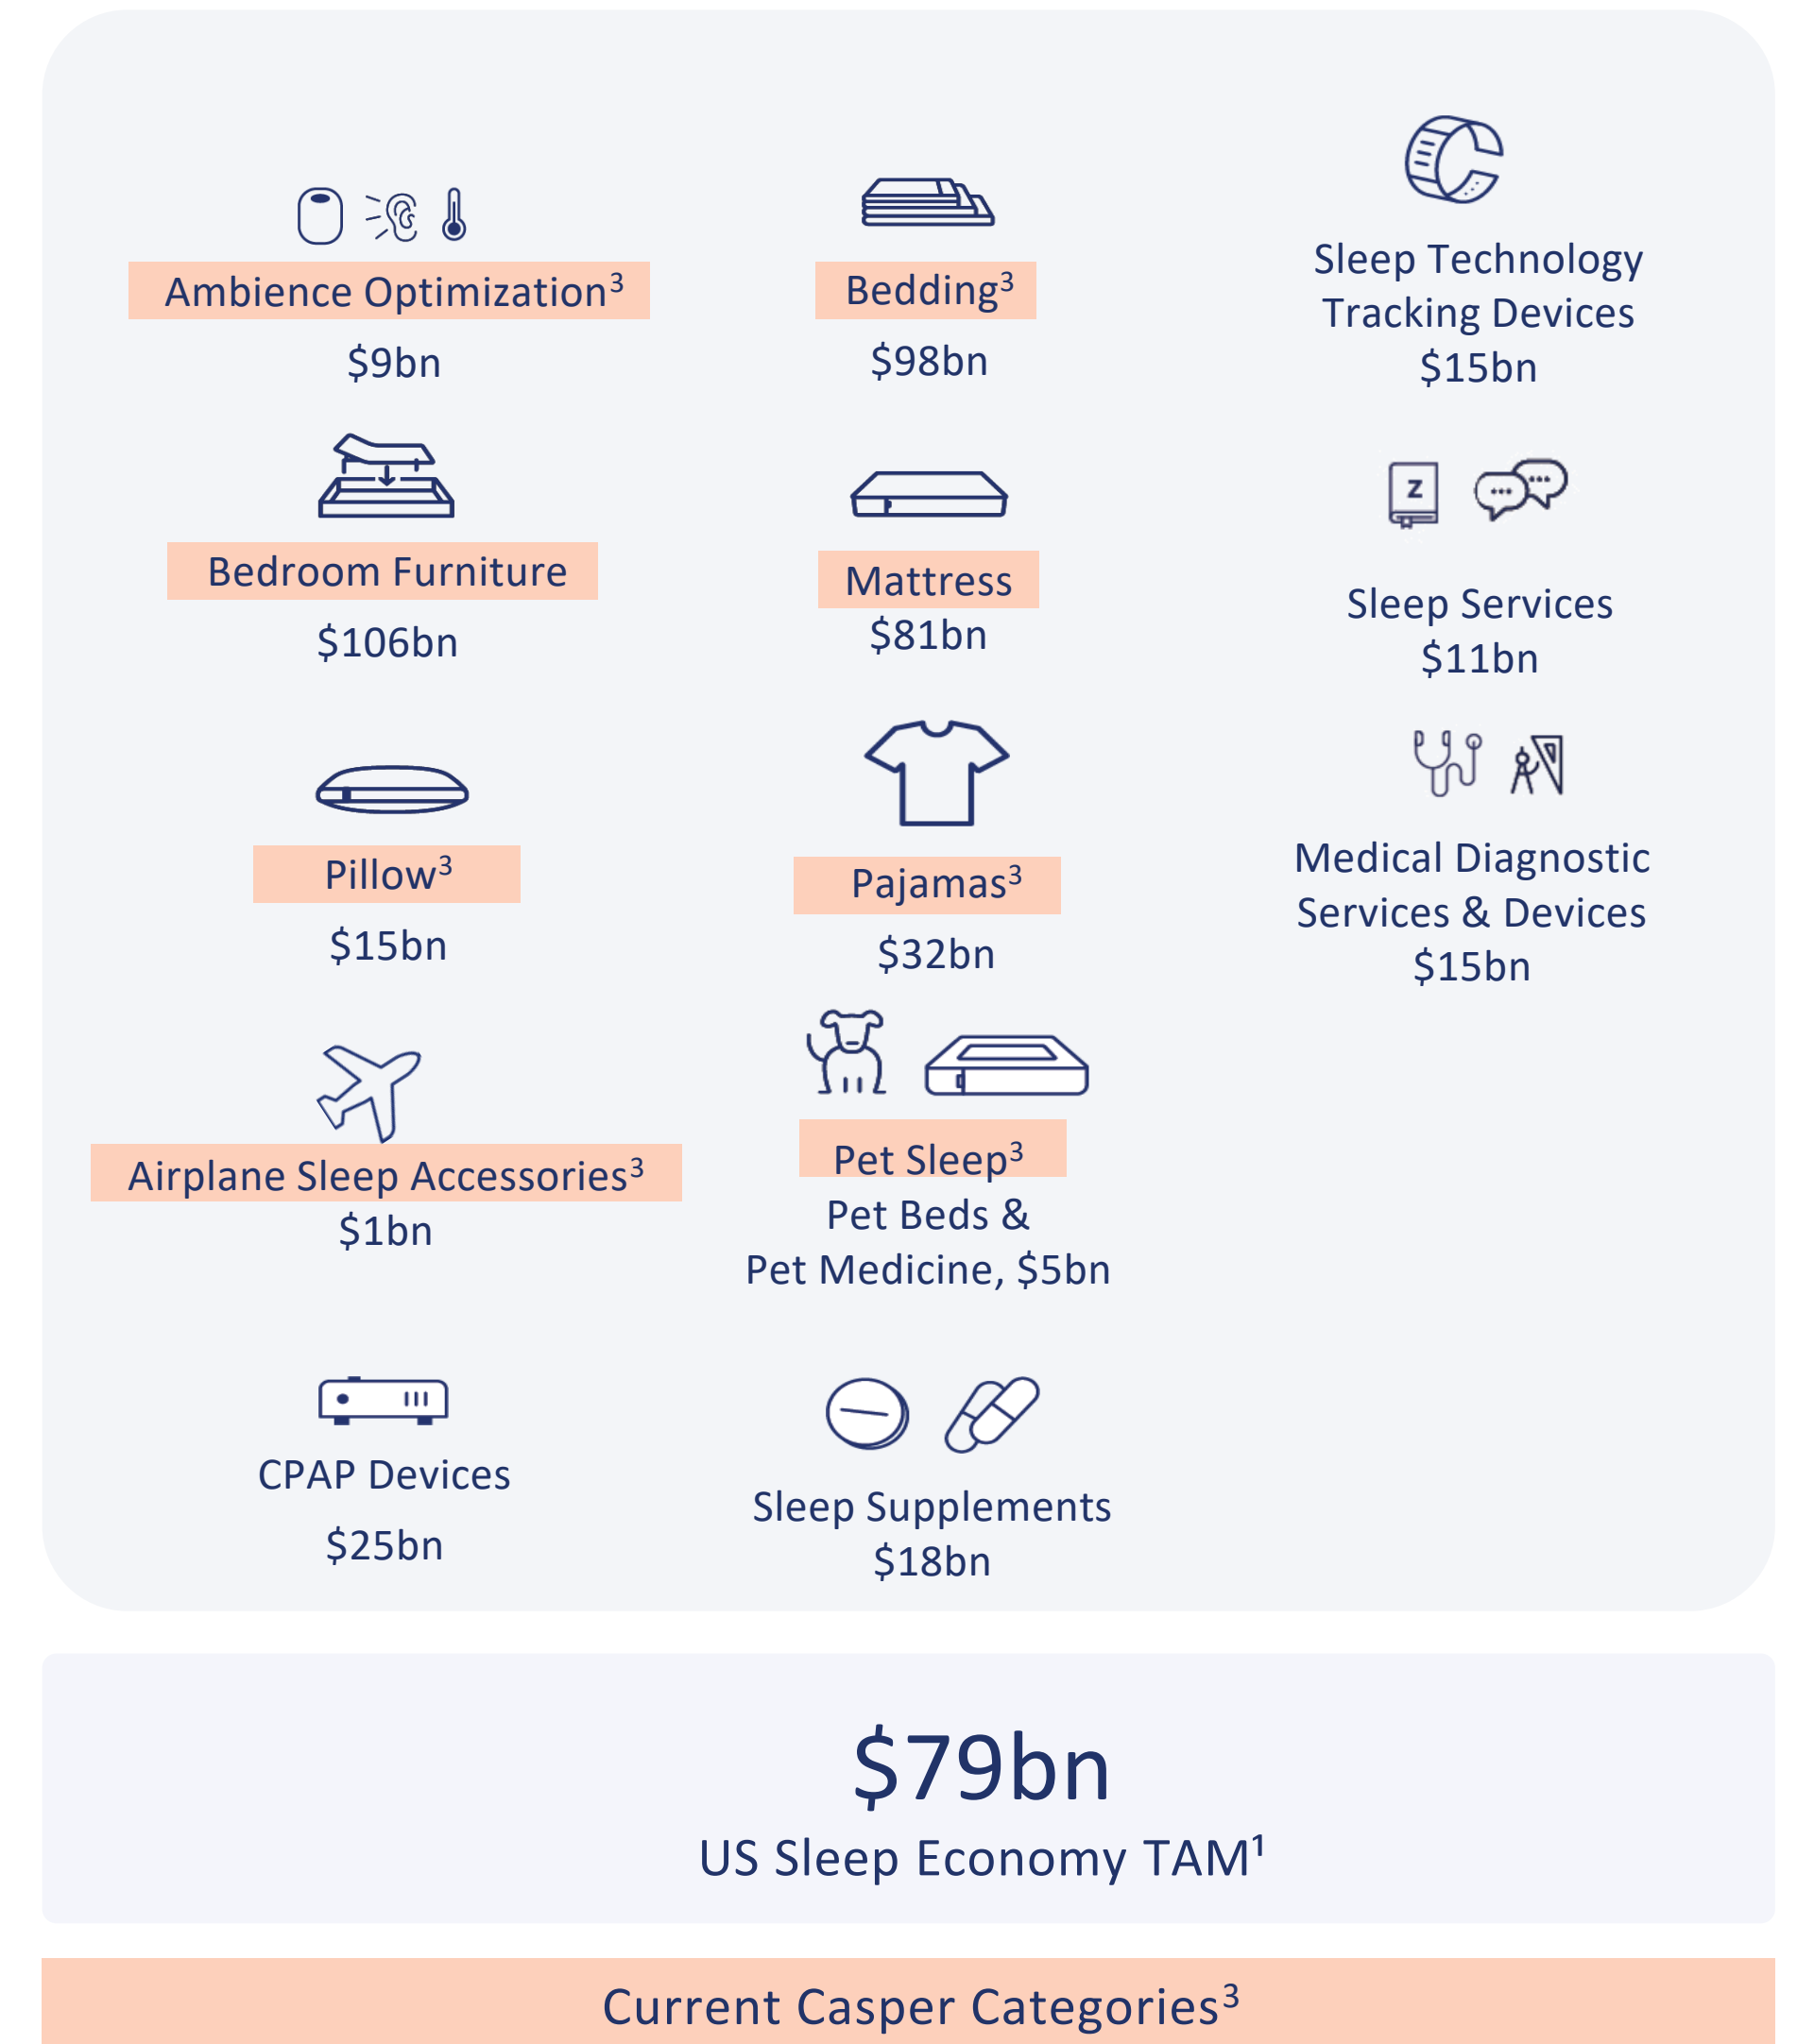 Ambience Optimization³
$9bn
Bedding³
$98bn
Sleep Technology
Tracking Devices
$15bn
Bedroom Furniture
$106bn
Mattress
$81bn
Z
Sleep Services
$11bn
Pillow³
$15bn
Pajamas³
$32bn
Medical Diagnostic
Services & Devices
$15bn
Airplane Sleep Accessories³
$1bn
Pet Sleep³
Pet Beds &
Pet Medicine, $5bn
CPAP Devices
$25bn
Sleep Supplements
$18bn
$79bn
US Sleep Economy TAM¹
Current Casper Categories³